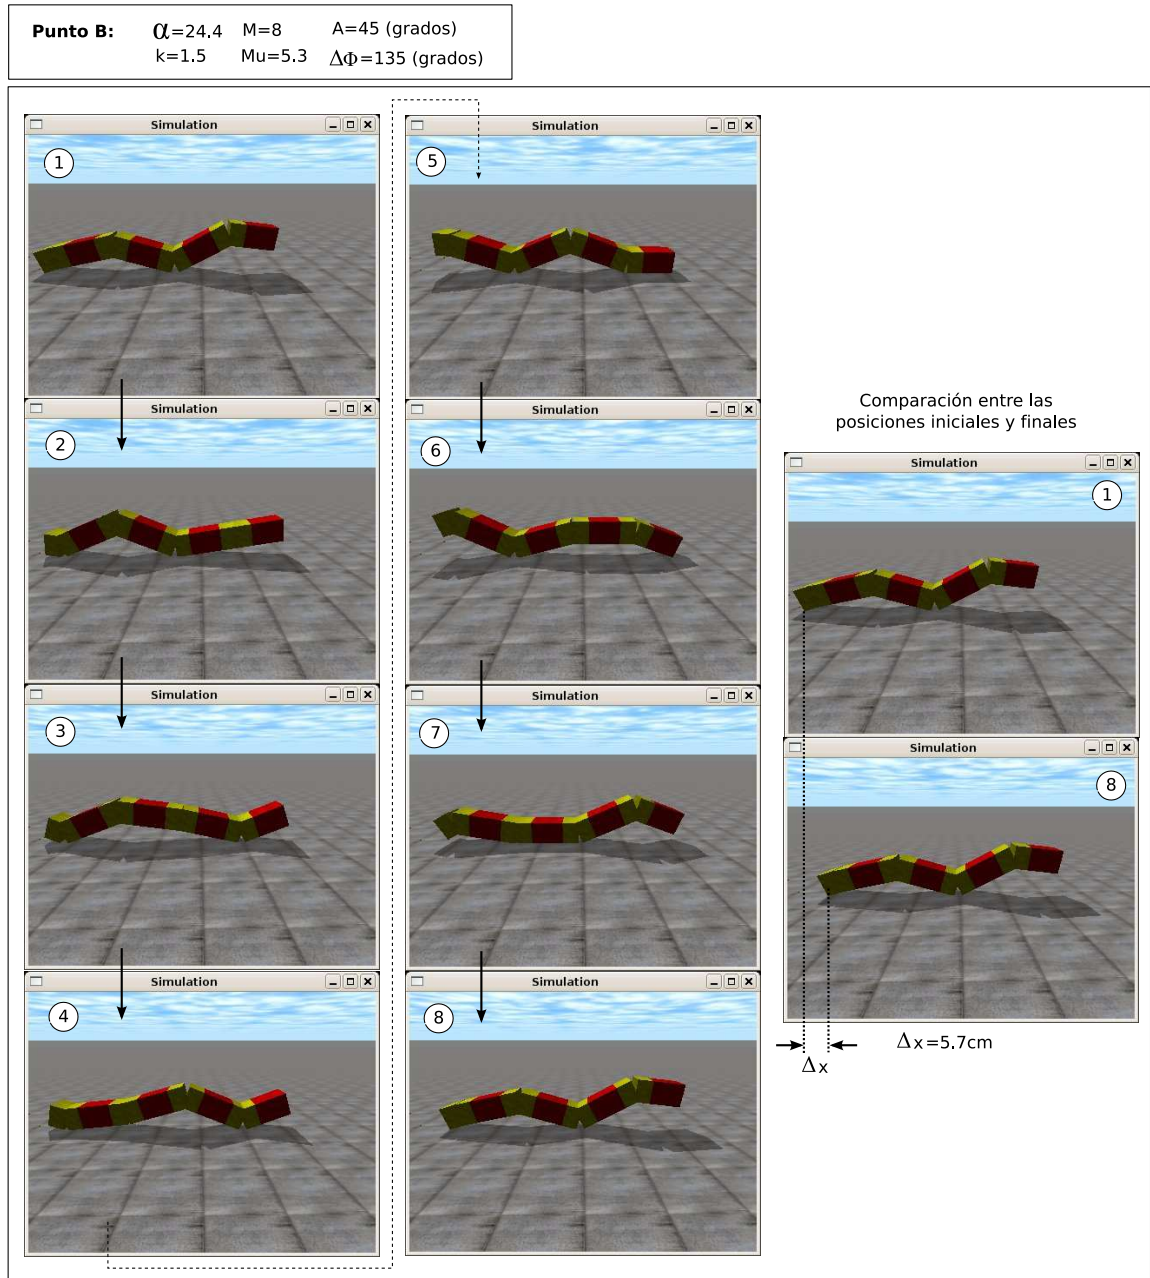 Punto B: α=24.4 M=8 A=45 (grados)
k=1.5 Mu=5.3 ΔΦ=135 (grados)
Simulation
1
Simulation
2
Simulation
3
Simulation
4
Simulation
5
Simulation
6
Simulation
7
Simulation
8
Comparación entre las
posiciones iniciales y finales
Simulation
1
Simulation
8
Δx=5.7cm
Δx